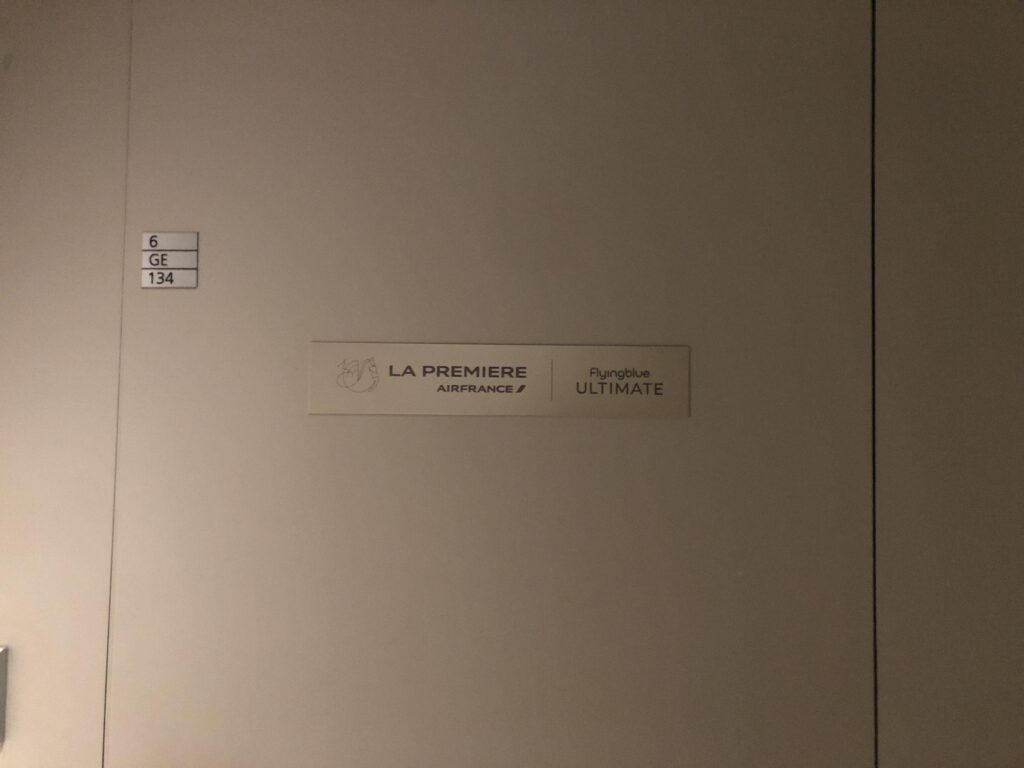 6
GE
134
LA PREMIERE
AIRFRANCE
Flyingblue
ULTIMATE